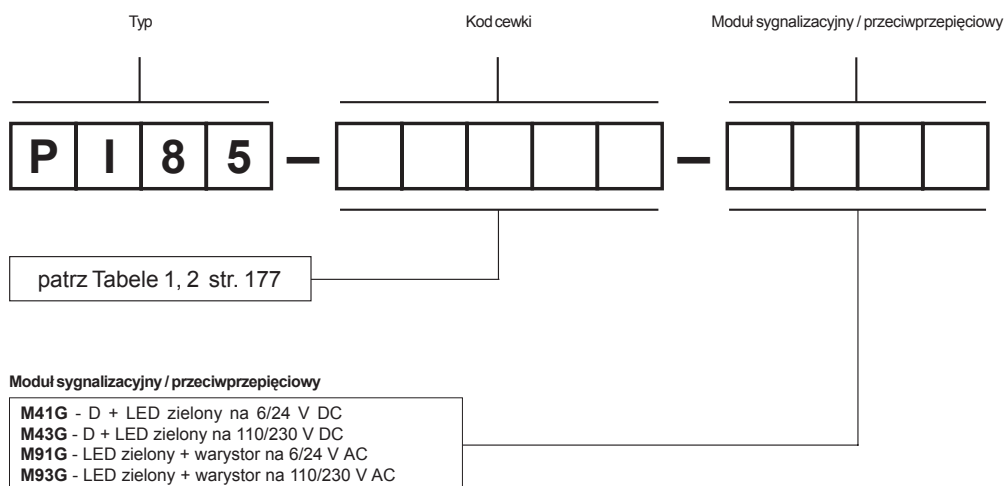 Typ Kod cewki Moduł sygnalizacyjny / przeciwprzepięciowy
P I 8 5 – –
patrz Tabele 1, 2 str. 177
Moduł sygnalizacyjny / przeciwprzepięciowy
M41G - D + LED zielony na 6/24 V DC
M43G - D + LED zielony na 110/230 V DC
M91G - LED zielony + warystor na 6/24 V AC
M93G - LED zielony + warystor na 110/230 V AC